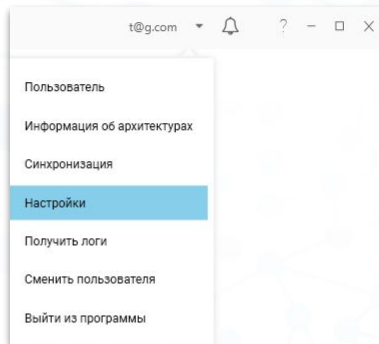 t@g.com ?
Пользователь
Информация об архитектурах
Синхронизация
Настройки
Получить логи
Сменить пользователя
Выйти из программы